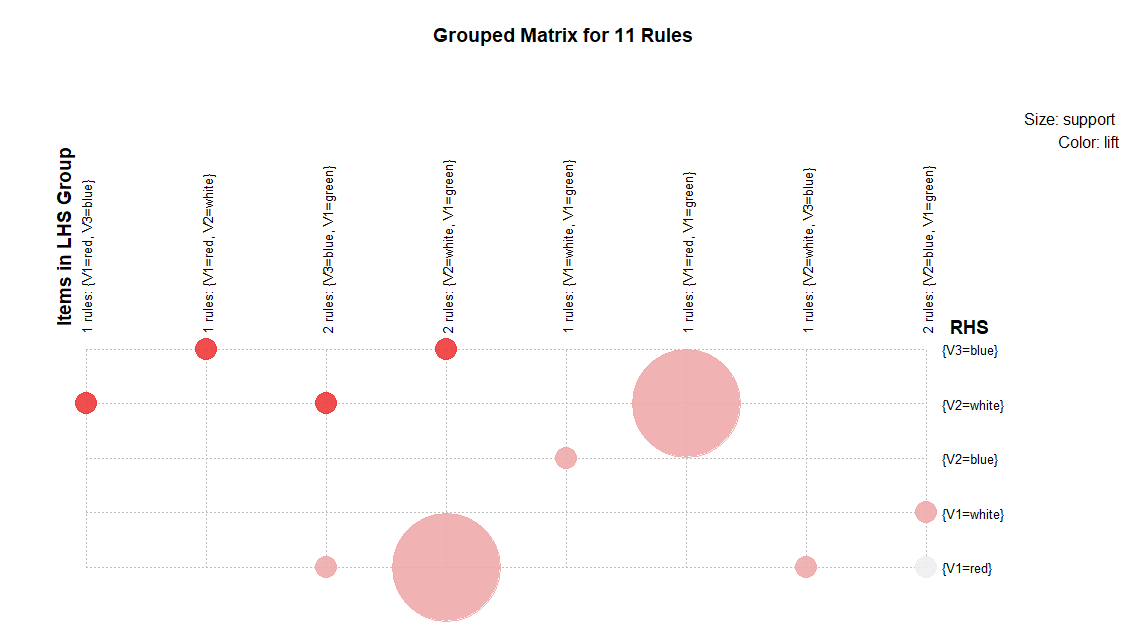 Grouped Matrix for 11 Rules
Size: support
Color: lift
Items in LHS Group
1 rules: {V1=red, V3=blue}
1 rules: {V1=red, V2=white}
2 rules: {V3=blue, V1=green}
2 rules: {V2=white, V1=green}
1 rules: {V1=white, V1=green}
1 rules: {V1=red, V1=green}
1 rules: {V2=white, V3=blue}
2 rules: {V2=blue, V1=green}
RHS
{V3=blue}
{V2=white}
{V2=blue}
{V1=white}
{V1=red}